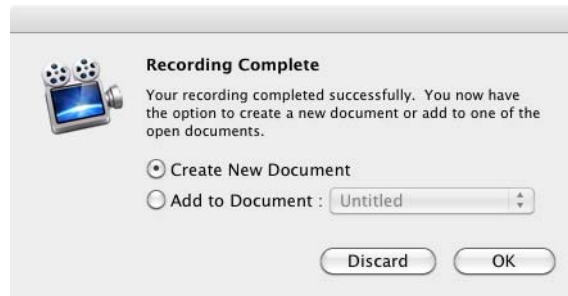 Recording Complete
Your recording completed successfully.  You now have
the option to create a new document or add to one of the
open documents.
Create New Document
Add to Document : Untitled
Discard OK